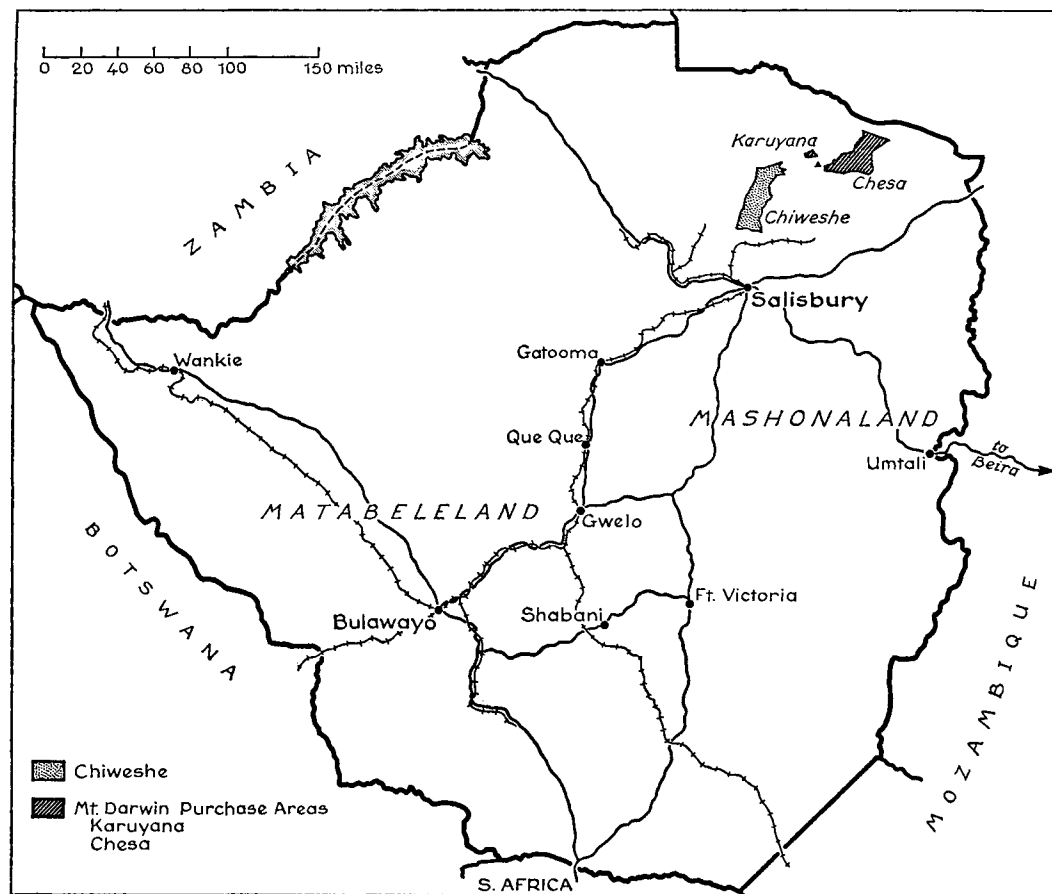 0 20 40 60 80 100 150 miles
ZAMBIA
Karuyana
Chesa
Chiweshe
Salisbury
Wankie
Gatooma
MASHONALAND
Que Que
Umtali
to
Beira
MATABELELAND
Gwelo
BOTSWANA
Bulawayo
Shabani
Ft. Victoria
MOZAMBIQUE
Chiweshe
Mt. Darwin Purchase Areas
Karuyana
Chesa
S. AFRICA